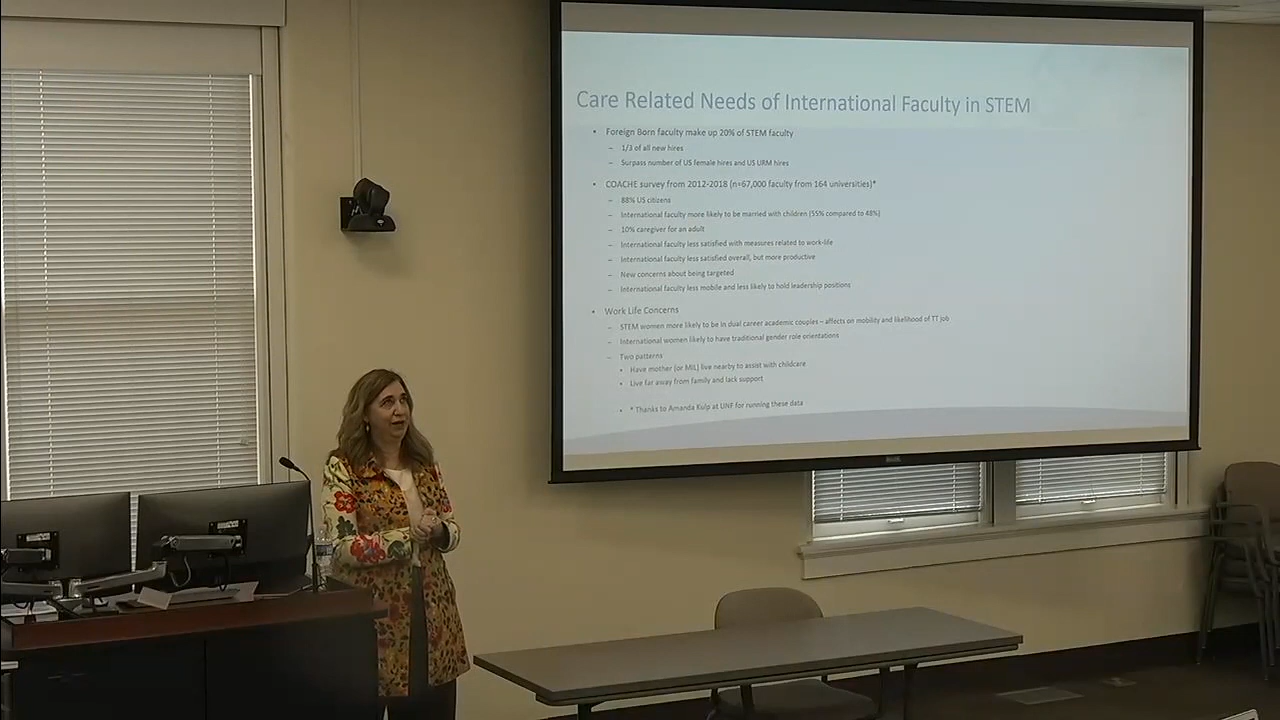 Care Related Needs of International Faculty in STEM
• Foreign Born faculty make up 20% of STEM faculty
– 1/3 of all new hires
– Surpass number of US female hires and US URM hires
• COACHE survey from 2012-2018 (n=67,000 faculty from 164 universities)*
– 88% US citizens
– International faculty more likely to be married with children (55% compared to 48%)
– 10% caregiver for an adult
– International faculty less satisfied with measures related to work-life
– International faculty less satisfied overall, but more productive
– New concerns about being targeted
– International faculty less mobile and less likely to hold leadership positions
• Work Life Concerns
– STEM women more likely to be in dual career academic couples – affects on mobility and likelihood of TT job
– International women likely to have traditional gender role orientations
– Two patterns
• Have mother (or MIL) live nearby to assist with childcare
• Live far away from family and lack support
• * Thanks to Amanda Kulp at UNF for running these data